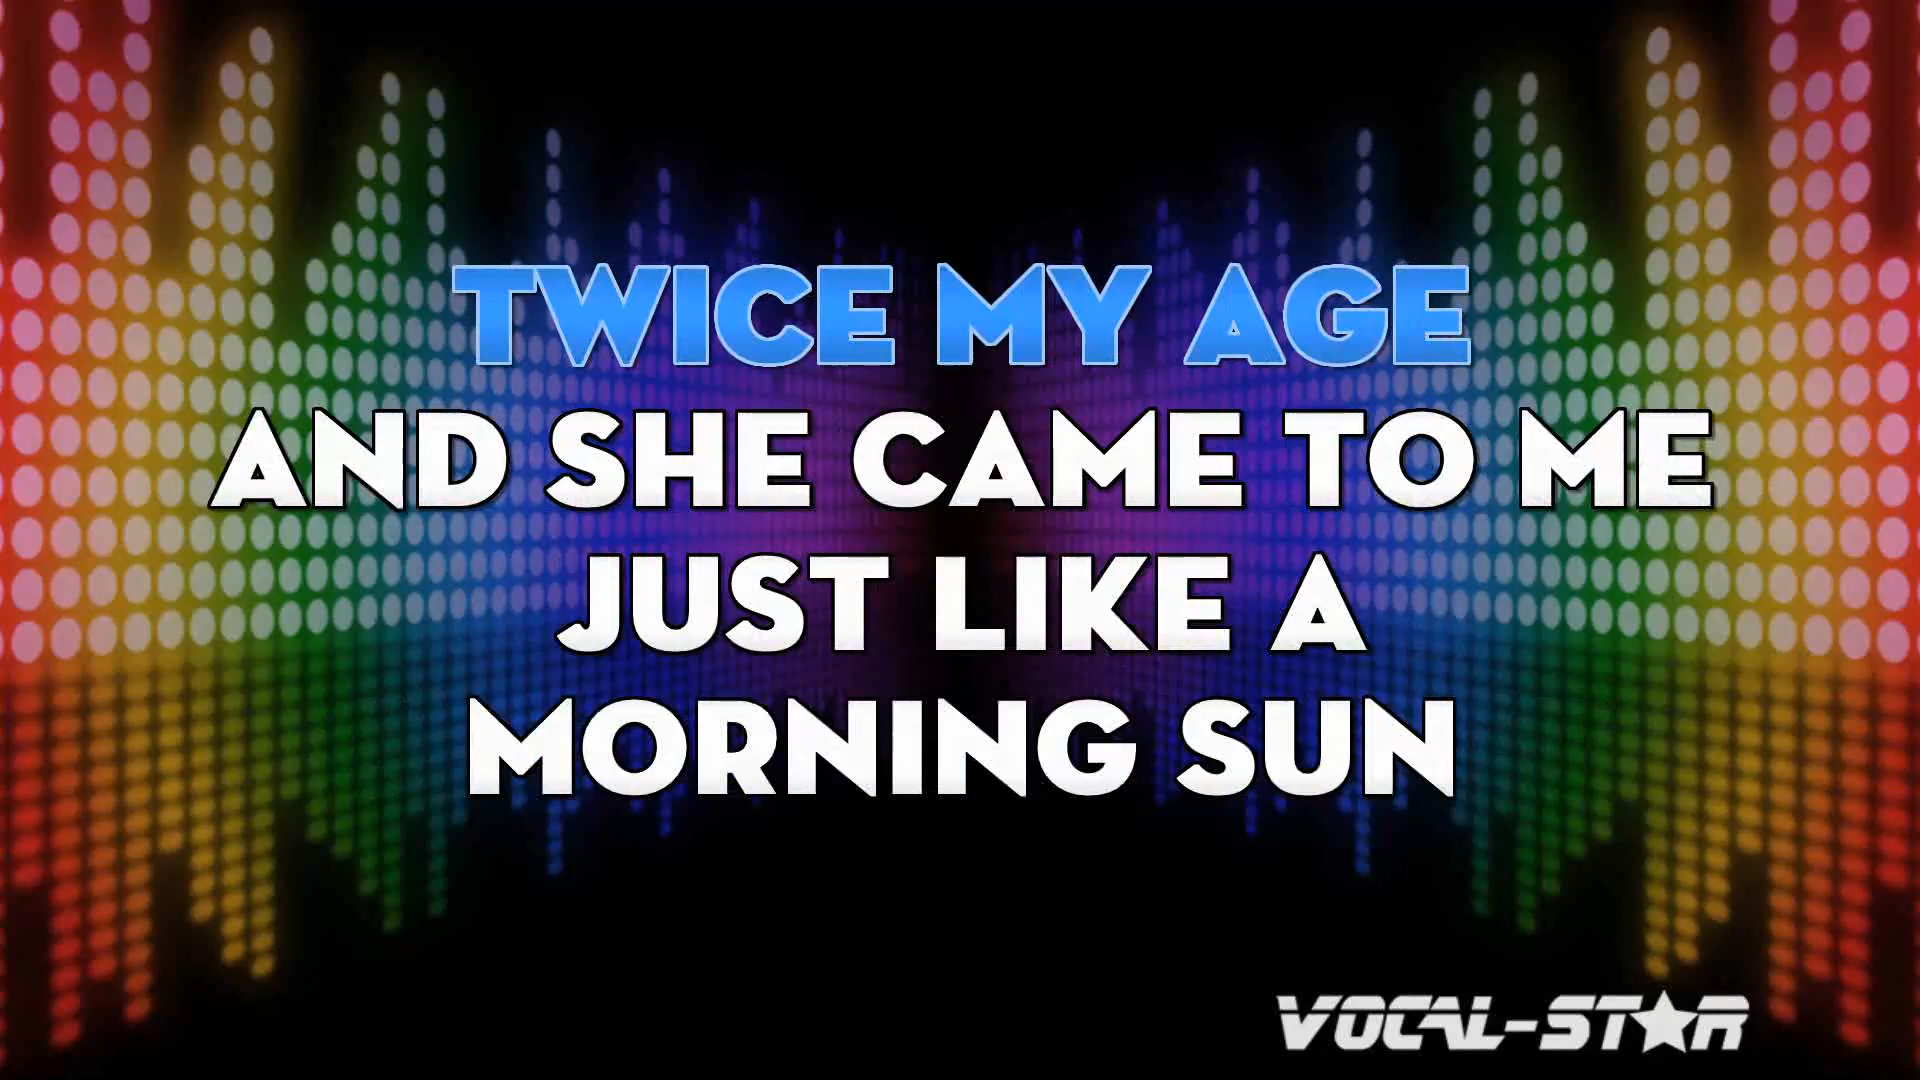 TWICE MY AGE
AND SHE CAME TO ME
JUST LIKE A
MORNING SUN
VOCAL-STAR